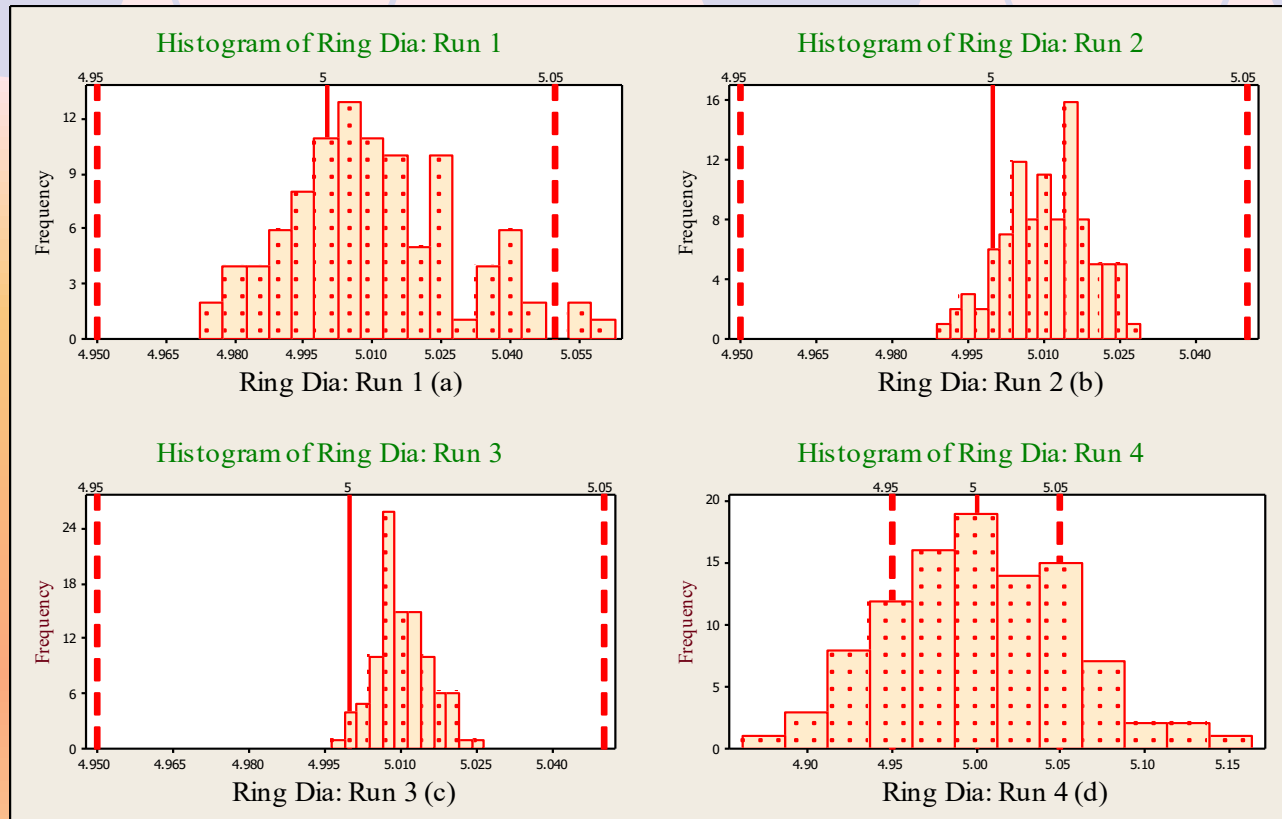 Histogram of Ring Dia: Run 1
4.95 5 5.05
Frequency
12
9
6
3
0
4.950 4.965 4.980 4.995 5.010 5.025 5.040 5.055
Ring Dia: Run 1 (a)
Histogram of Ring Dia: Run 2
4.95 5 5.05
Frequency
16
12
8
4
0
4.950 4.965 4.980 4.995 5.010 5.025 5.040
Ring Dia: Run 2 (b)
Histogram of Ring Dia: Run 3
4.95 5 5.05
Frequency
24
18
12
6
0
4.950 4.965 4.980 4.995 5.010 5.025 5.040
Ring Dia: Run 3 (c)
Histogram of Ring Dia: Run 4
4.95 5 5.05
Frequency
20
15
10
5
0
4.90 4.95 5.00 5.05 5.10 5.15
Ring Dia: Run 4 (d)